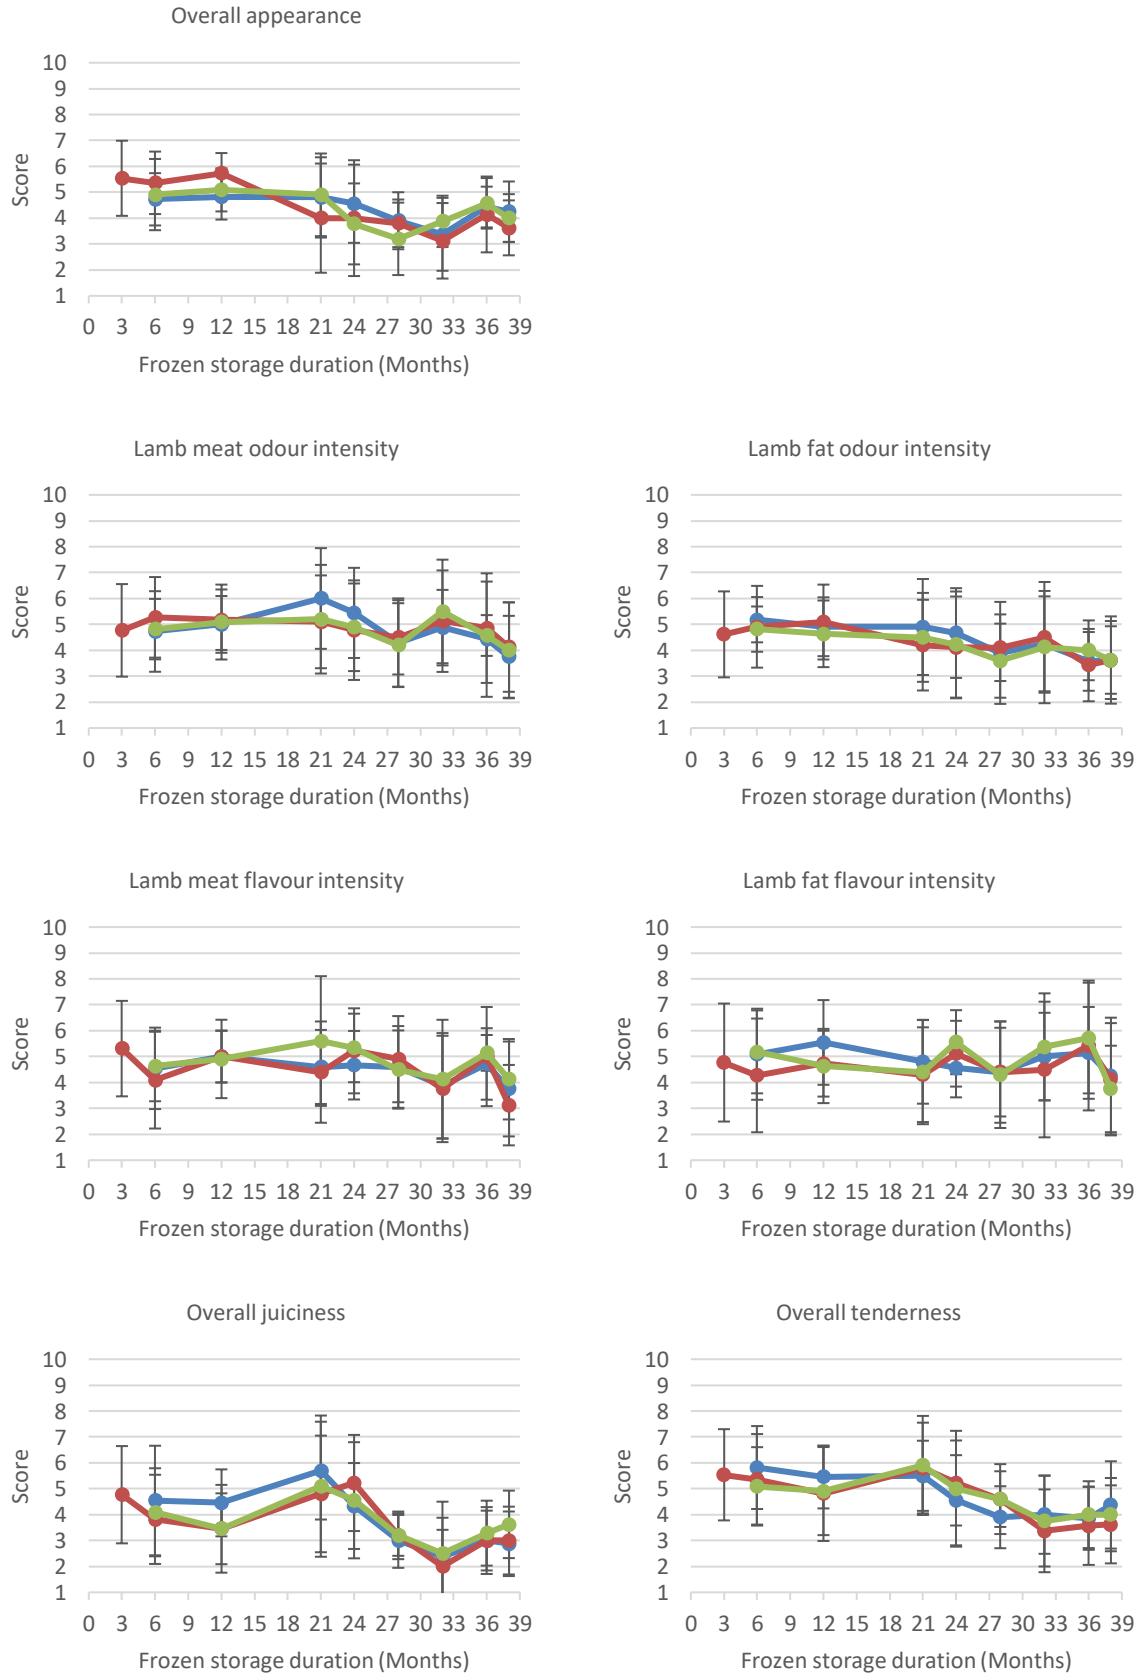 Overall appearance
10
9
8
7
6
5
4
3
2
1
Score
0 3 6 9 12 15 18 21 24 27 30 33 36 39
Frozen storage duration (Months)
Lamb meat odour intensity
10
9
8
7
6
5
4
3
2
1
Score
0 3 6 9 12 15 18 21 24 27 30 33 36 39
Frozen storage duration (Months)
Lamb fat odour intensity
10
9
8
7
6
5
4
3
2
1
Score
0 3 6 9 12 15 18 21 24 27 30 33 36 39
Frozen storage duration (Months)
Lamb meat flavour intensity
10
9
8
7
6
5
4
3
2
1
Score
0 3 6 9 12 15 18 21 24 27 30 33 36 39
Frozen storage duration (Months)
Lamb fat flavour intensity
10
9
8
7
6
5
4
3
2
1
Score
0 3 6 9 12 15 18 21 24 27 30 33 36 39
Frozen storage duration (Months)
Overall juiciness
10
9
8
7
6
5
4
3
2
1
Score
0 3 6 9 12 15 18 21 24 27 30 33 36 39
Frozen storage duration (Months)
Overall tenderness
10
9
8
7
6
5
4
3
2
1
Score
0 3 6 9 12 15 18 21 24 27 30 33 36 39
Frozen storage duration (Months)